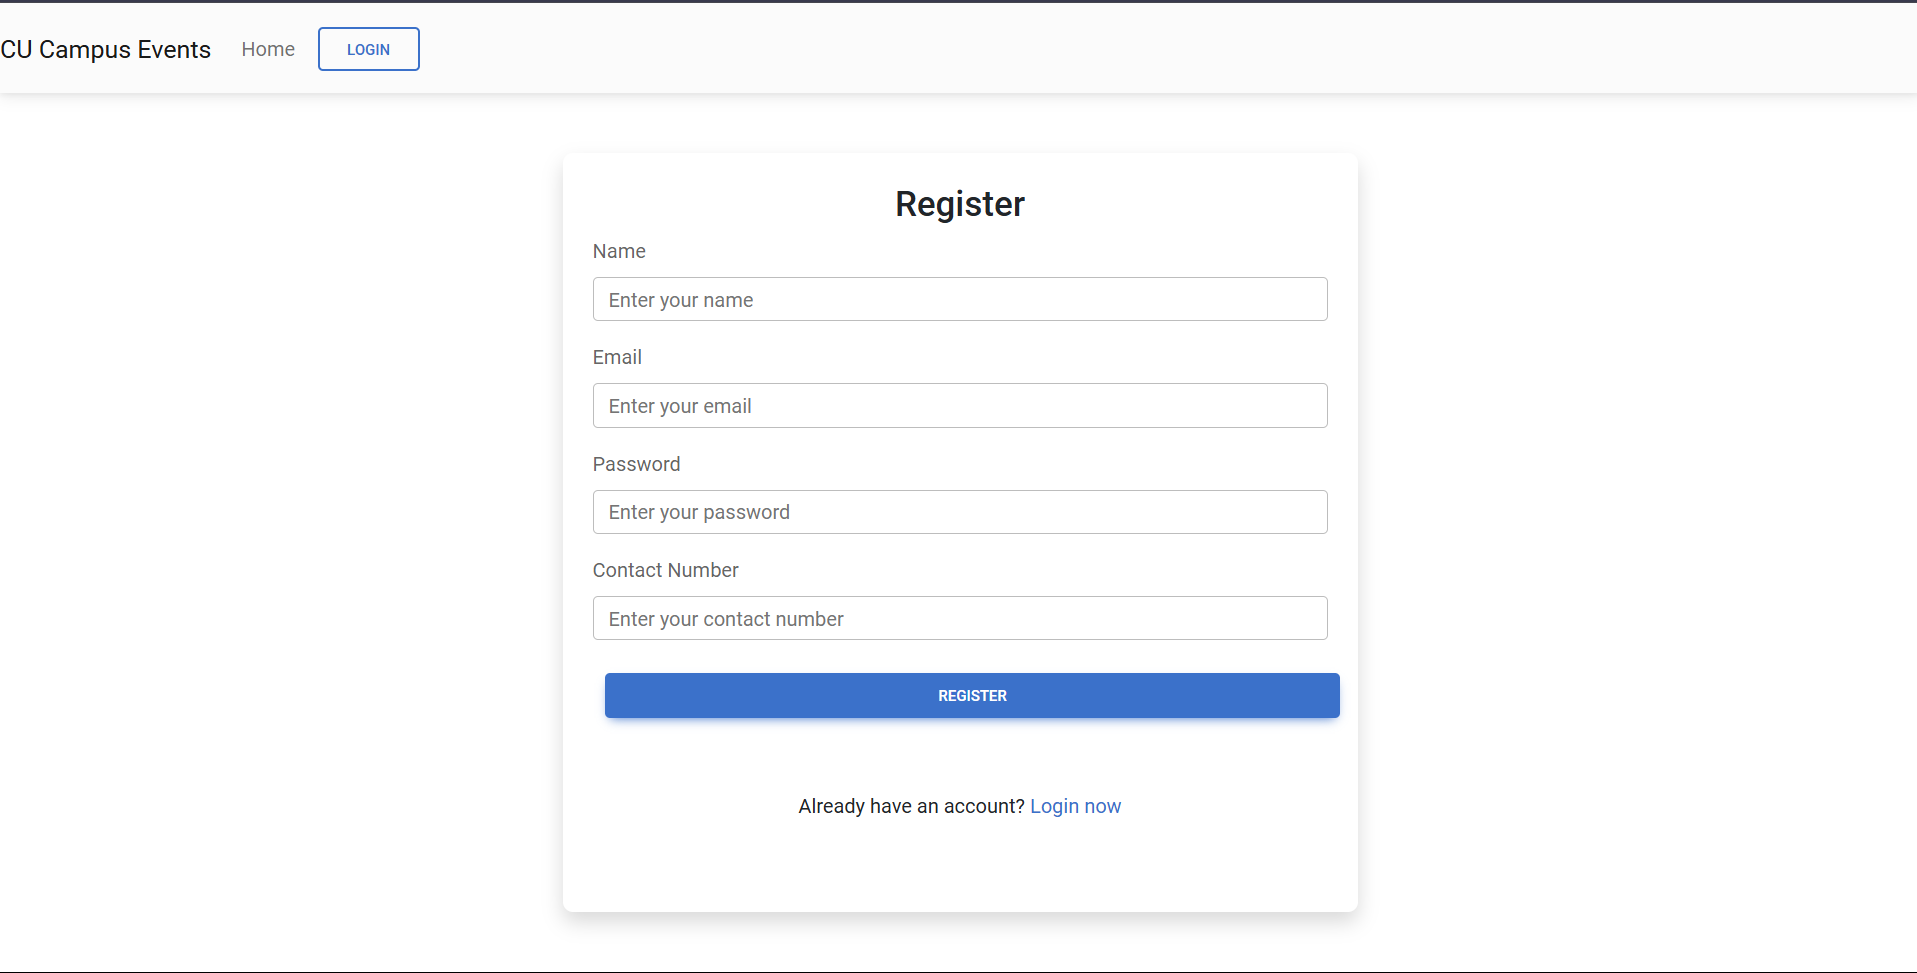 CU Campus Events Home LOGIN
Register
Name
Enter your name
Email
Enter your email
Password
Enter your password
Contact Number
Enter your contact number
REGISTER
Already have an account? Login now